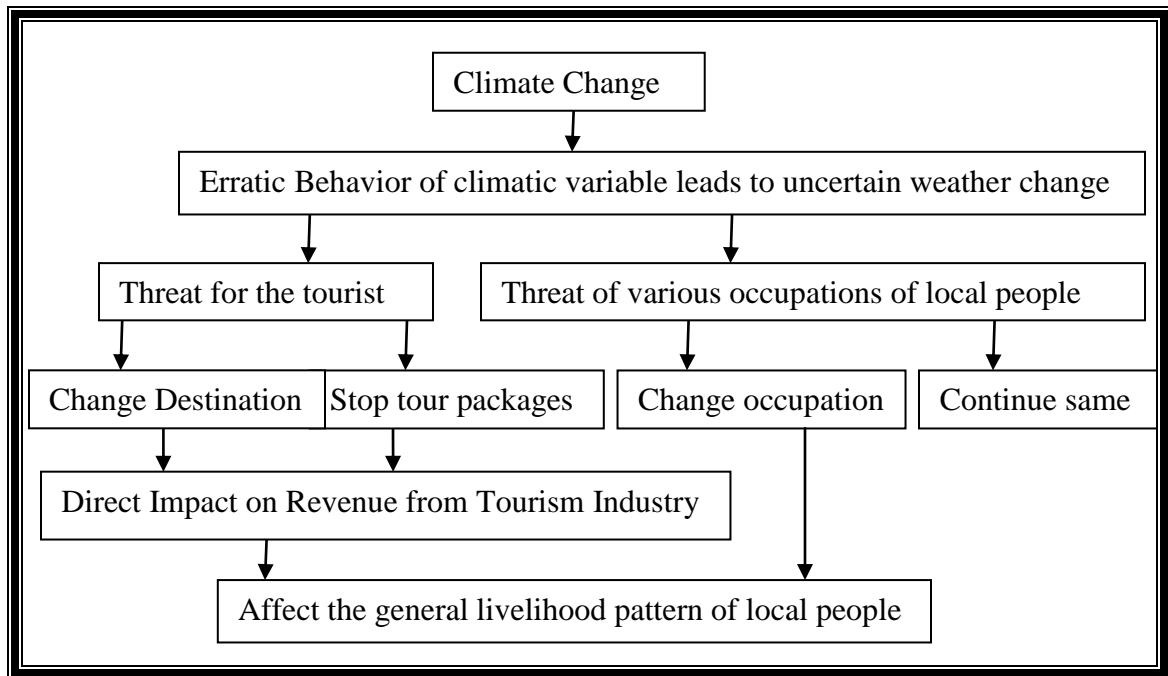 Climate Change
Erratic Behavior of climatic variable leads to uncertain weather change
Threat for the tourist
Threat of various occupations of local people
Change Destination
Stop tour packages
Change occupation
Continue same
Direct Impact on Revenue from Tourism Industry
Affect the general livelihood pattern of local people